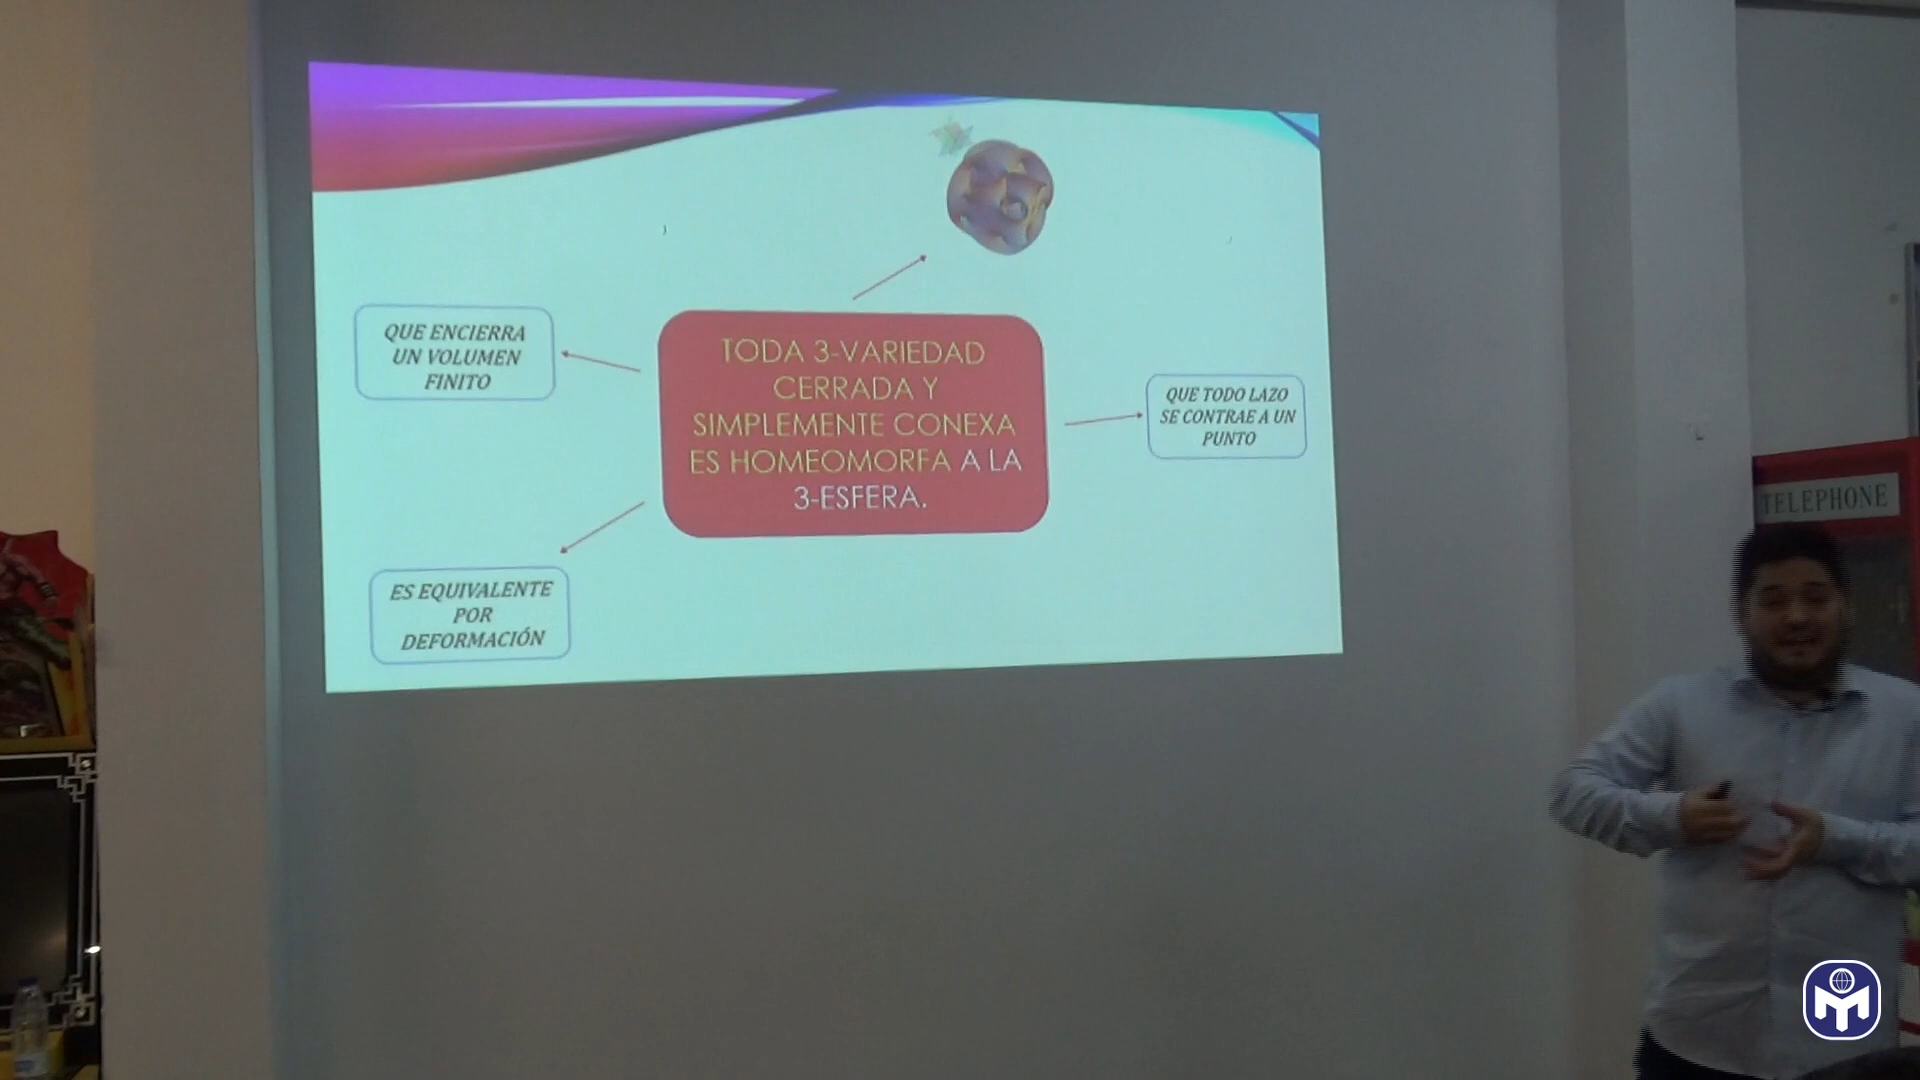 QUE ENCIERRA
UN VOLUMEN
FINITO
TODA 3-VARIEDAD
CERRADA Y
SIMPLEMENTE CONEXA
ES HOMEOMORFA A LA
3-ESFERA.
QUE TODO LAZO
SE CONTRAE A UN
PUNTO
ES EQUIVALENTE
POR
DEFORMACIÓN
TELEPHONE